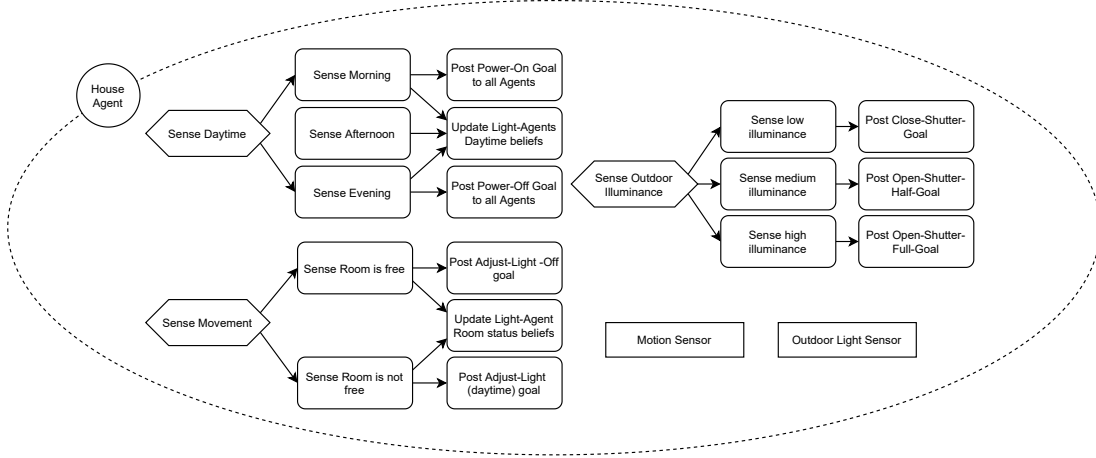 House
Agent
Sense Daytime
Sense Morning
Sense Afternoon
Sense Evening
Post Power-On Goal
to all Agents
Update Light-Agents
Daytime beliefs
Post Power-Off Goal
to all Agents
Sense Movement
Sense Room is free
Sense Room is not
free
Post Adjust-Light -Off
goal
Update Light-Agent
Room status beliefs
Post Adjust-Light
(daytime) goal
Sense Outdoor
Illuminance
Sense low
illuminance
Sense medium
illuminance
Sense high
illuminance
Post Close-Shutter-
Goal
Post Open-Shutter-
Half-Goal
Post Open-Shutter-
Full-Goal
Motion Sensor
Outdoor Light Sensor